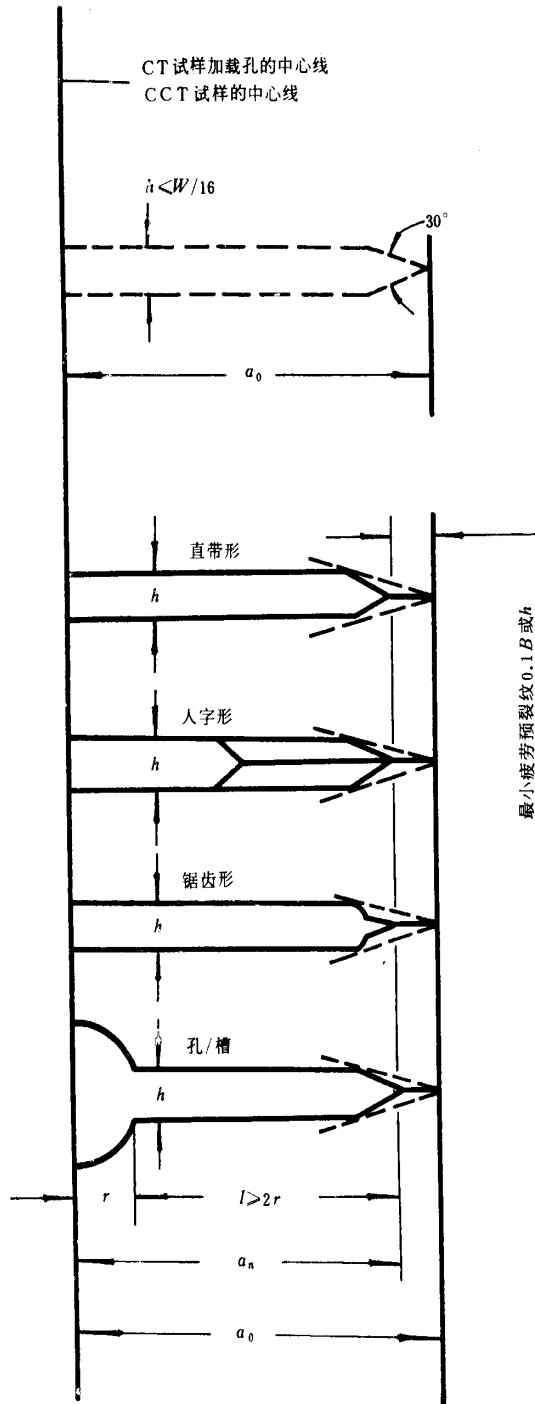 CT试样加载孔的中心线
CCT试样的中心线
h<W/16
30°
a₀
直带形
h
最小疲劳预裂纹0.1B或h
人字形
h
锯齿形
h
孔/槽
h
r
l⩾2r
aₙ
a₀